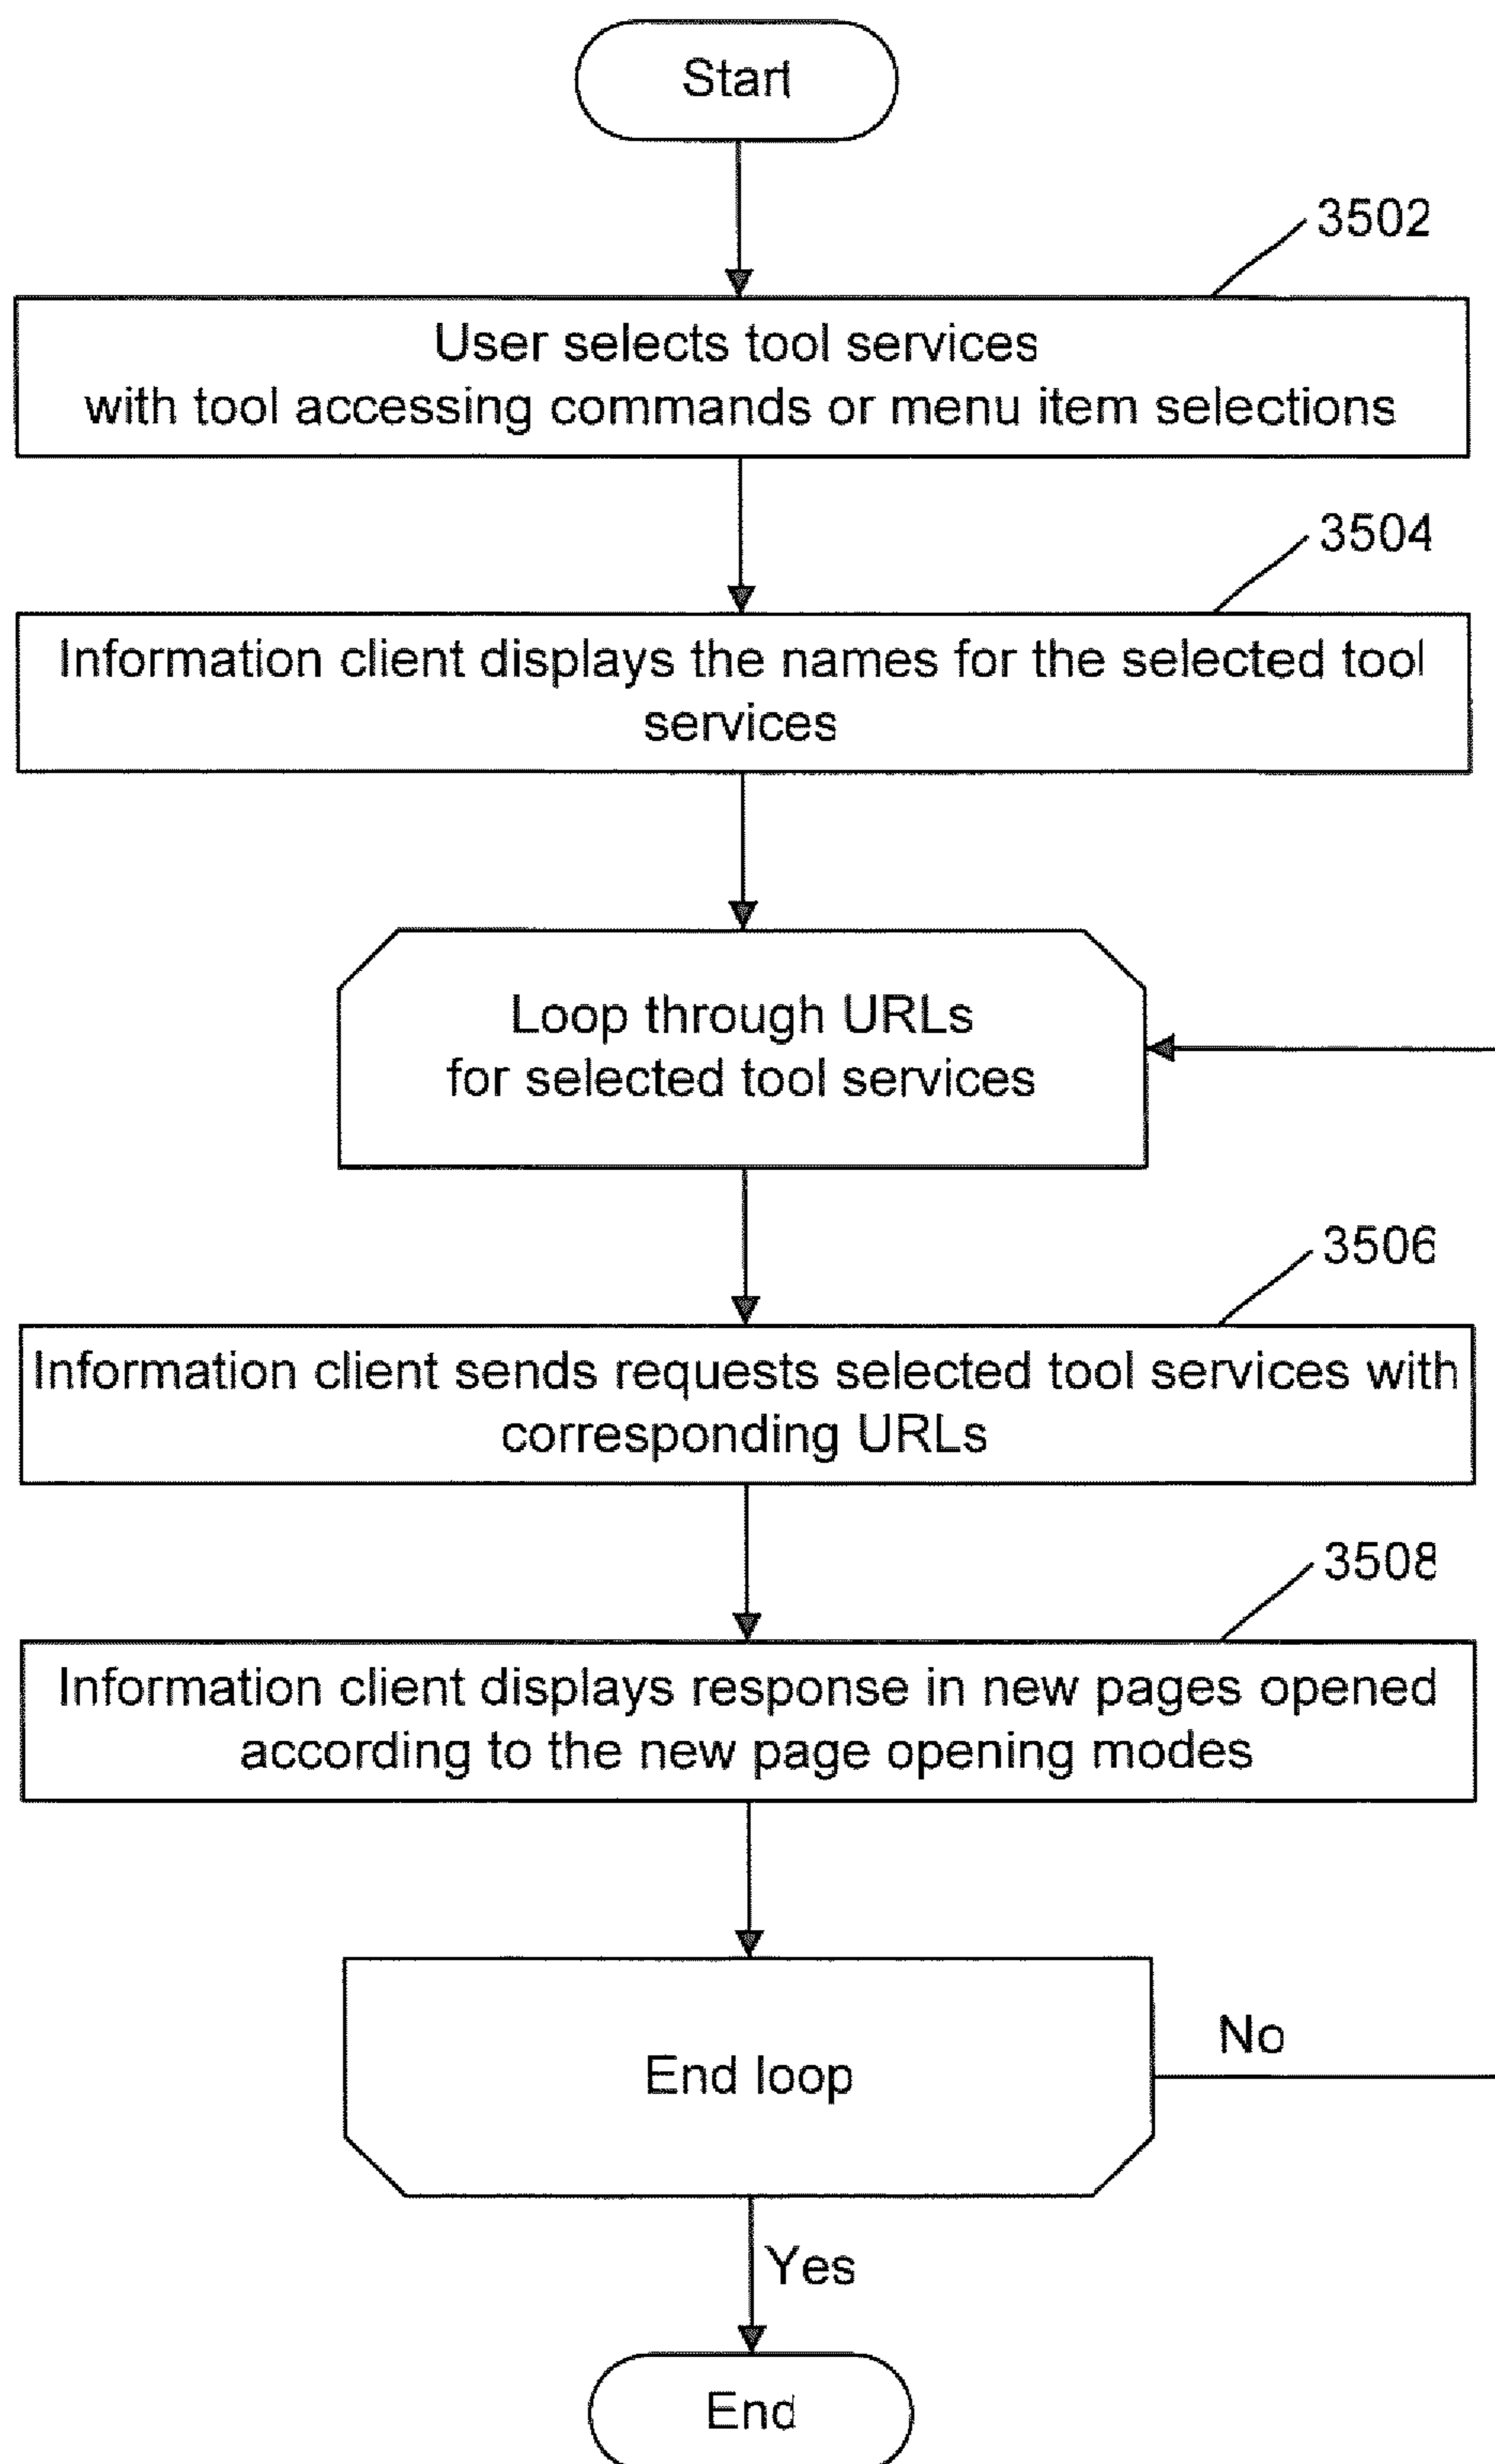 Start
3502
User selects tool services
with tool accessing commands or menu item selections
3504
Information client displays the names for the selected tool
services
Loop through URLs
for selected tool services
3506
Information client sends requests selected tool services with
corresponding URLs
3508
Information client displays response in new pages opened
according to the new page opening modes
No
End loop
Yes
End